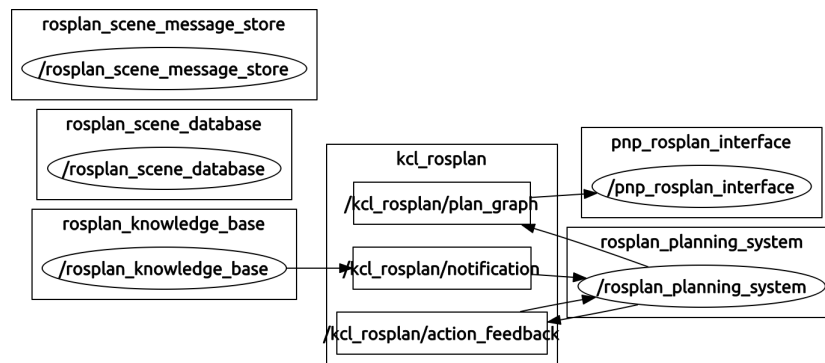 rosplan_scene_message_store
/rosplan_scene_message_store
rosplan_scene_database
/rosplan_scene_database
rosplan_knowledge_base
/rosplan_knowledge_base
kcl_rosplan
/kcl_rosplan/plan_graph
/kcl_rosplan/notification
/kcl_rosplan/action_feedback
pnp_rosplan_interface
/pnp_rosplan_interface
rosplan_planning_system
/rosplan_planning_system